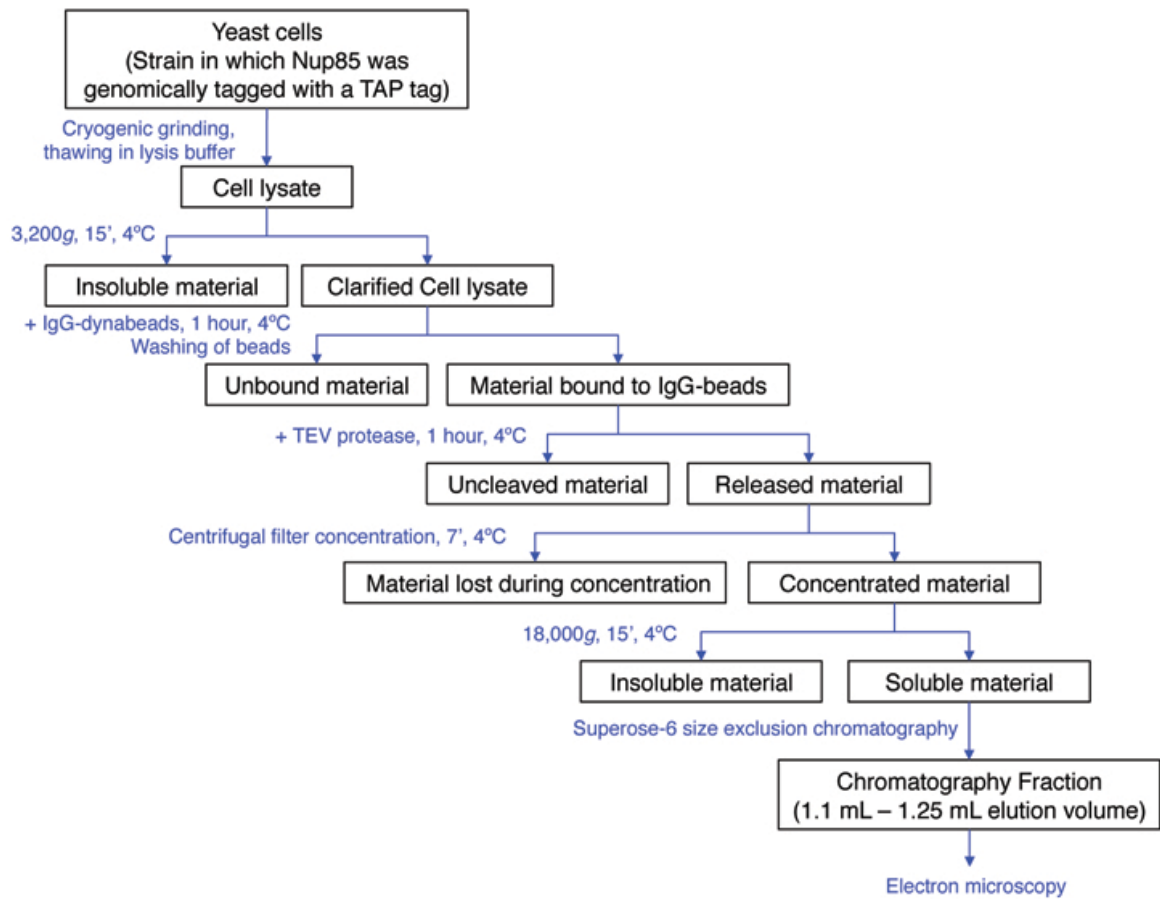 Yeast cells
(Strain in which Nup85 was
genomically tagged with a TAP tag)
Cryogenic grinding,
thawing in lysis buffer
Cell lysate
3,200g, 15’, 4ºC
Insoluble material
Clarified Cell lysate
+ IgG-dynabeads, 1 hour, 4ºC
Washing of beads
Unbound material
Material bound to IgG-beads
+ TEV protease, 1 hour, 4ºC
Uncleaved material
Released material
Centrifugal filter concentration, 7’, 4ºC
Material lost during concentration
Concentrated material
18,000g, 15’, 4ºC
Insoluble material
Soluble material
Superose-6 size exclusion chromatography
Chromatography Fraction
(1.1 mL – 1.25 mL elution volume)
Electron microscopy